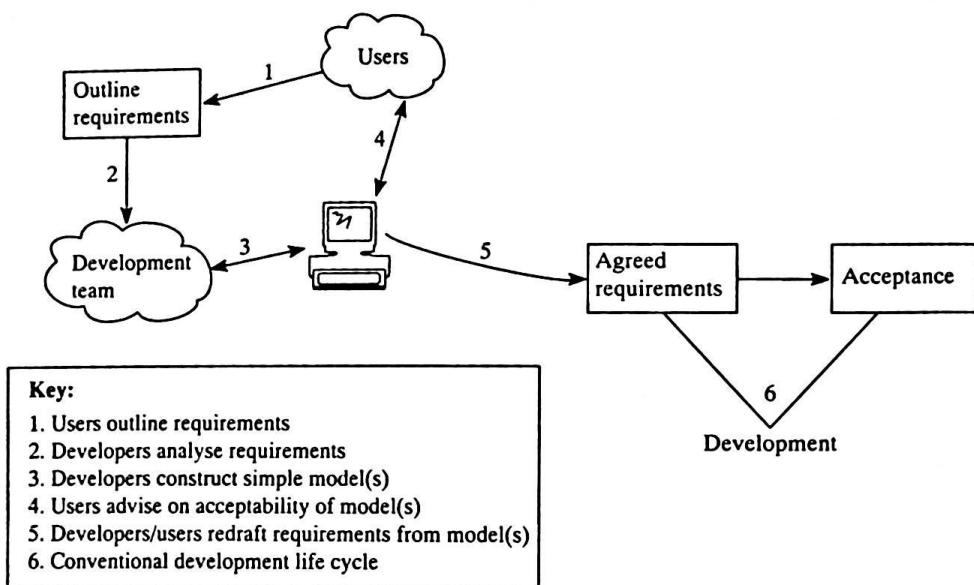 Users
1
Outline
requirements
4
2
3
Development
team
5
Agreed
requirements
Acceptance
6
Development
Key:
1. Users outline requirements
2. Developers analyse requirements
3. Developers construct simple model(s)
4. Users advise on acceptability of model(s)
5. Developers/users redraft requirements from model(s)
6. Conventional development life cycle